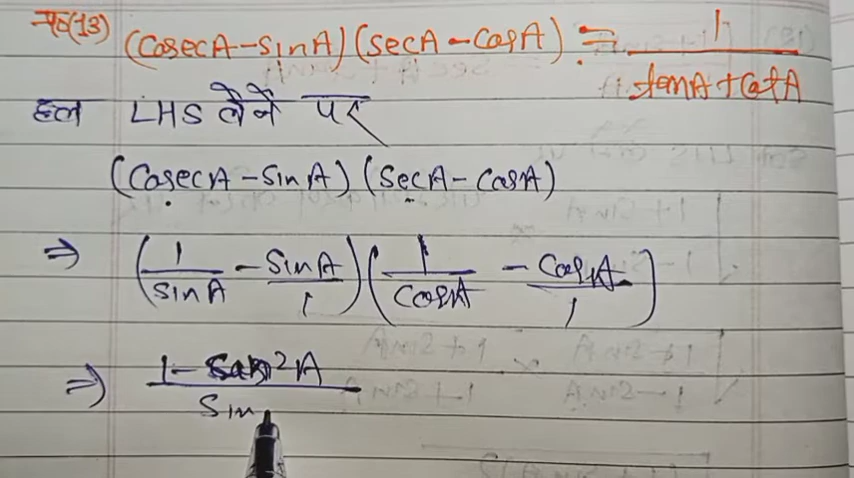 प्रश्न(13) (CosecA-sinA)(secA-CosA) = 1/tanA+CotA
हल LHS लेने पर
(CosecA-SinA)(SecA-CosA)
⇒ (1/sinA - SinA/1)(1/CosA - CosA/1)
⇒ 1-Sin²A/Sin